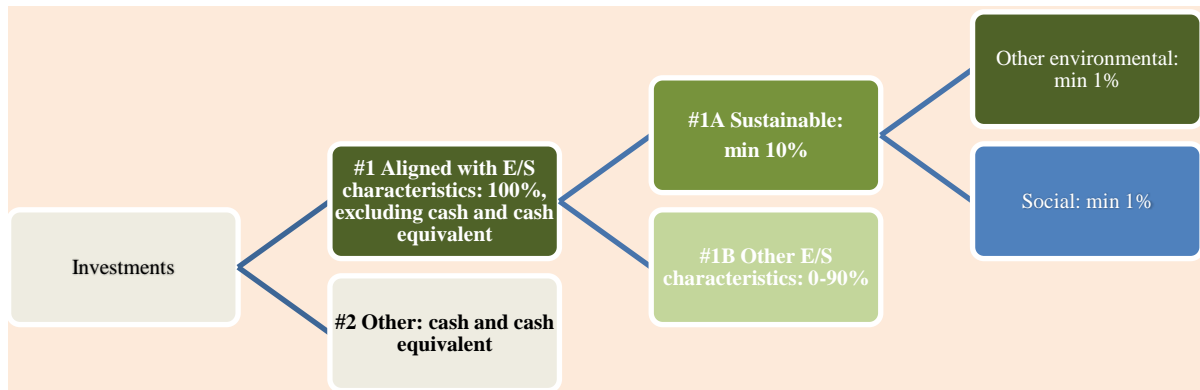 Investments
#1 Aligned with E/S
characteristics: 100%,
excluding cash and cash
equivalent
#2 Other: cash and cash
equivalent
#1A Sustainable:
min 10%
#1B Other E/S
characteristics: 0-90%
Other environmental:
min 1%
Social: min 1%